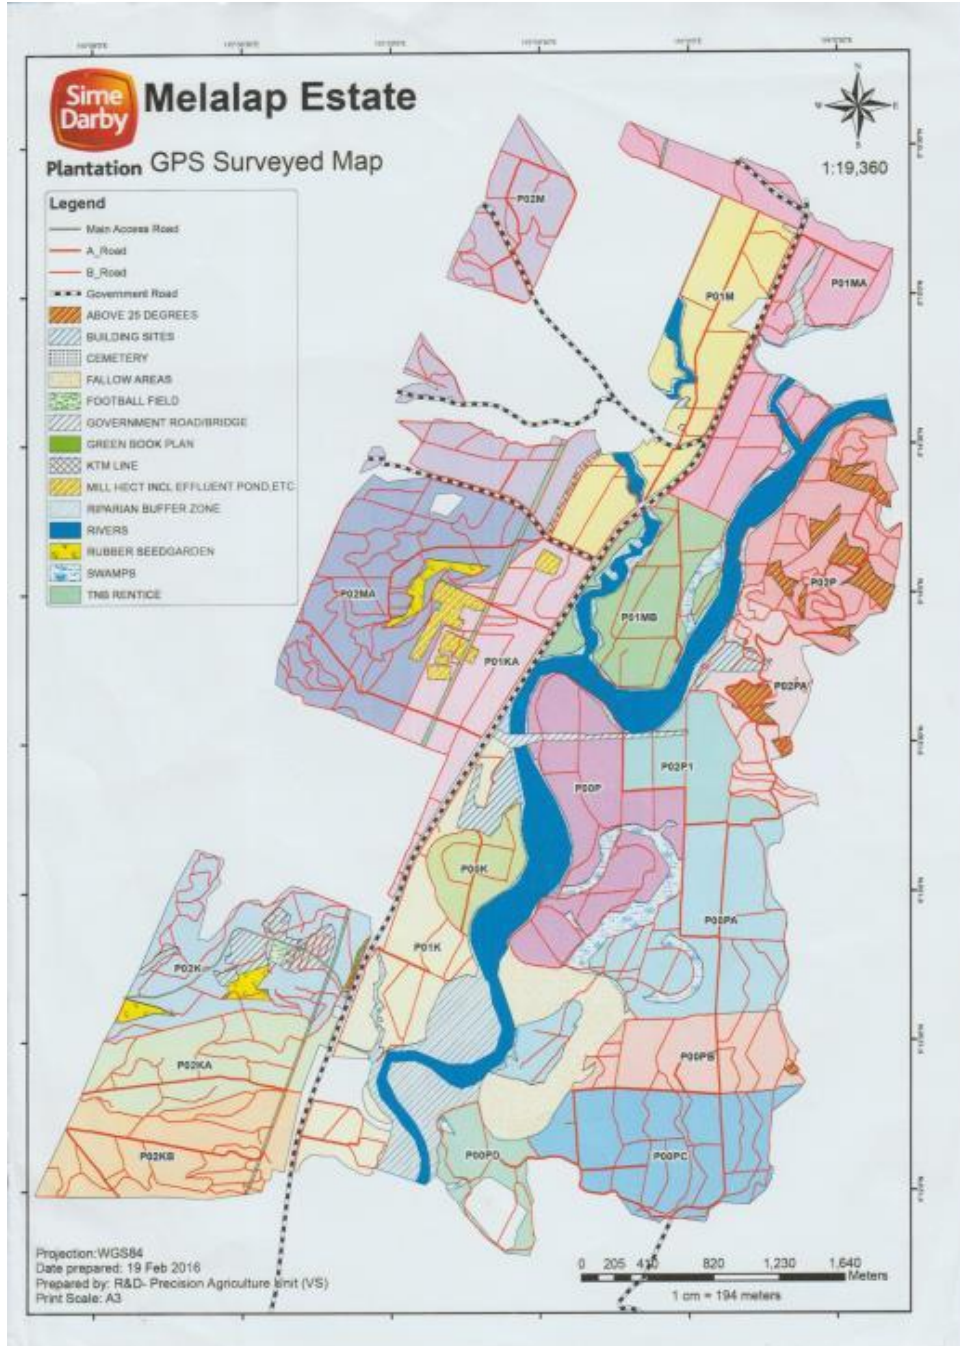 Sime
Darby
Plantation
Melalap Estate
GPS Surveyed Map
N
W
E
S
1:19,360
Legend
Main Access Road
A_Road
B_Road
Government Road
ABOVE 25 DEGREES
BUILDING SITES
CEMETERY
FALLOW AREAS
FOOTBALL FIELD
GOVERNMENT ROAD/BRIDGE
GREEN BOOK PLAN
KTM LINE
MILL HECT INCL EFFLUENT POND,ETC
RIPARIAN BUFFER ZONE
RIVERS
RUBBER SEEDGARDEN
SWAMPS
TNB RENTICE
P02M
P01MA
P01M
P02P
P02MA
P01MB
P01KA
P02PA
P02P1
P00P
P00K
P00PA
P01K
P02K
P00PB
P02KA
P02KB
P00PD
P00PC
Projection:WGS84
Date prepared: 19 Feb 2016
Prepared by: R&D- Precision Agriculture Unit (VS)
Print Scale: A3
0 205 410 820 1,230 1,640
Meters
1 cm = 194 meters